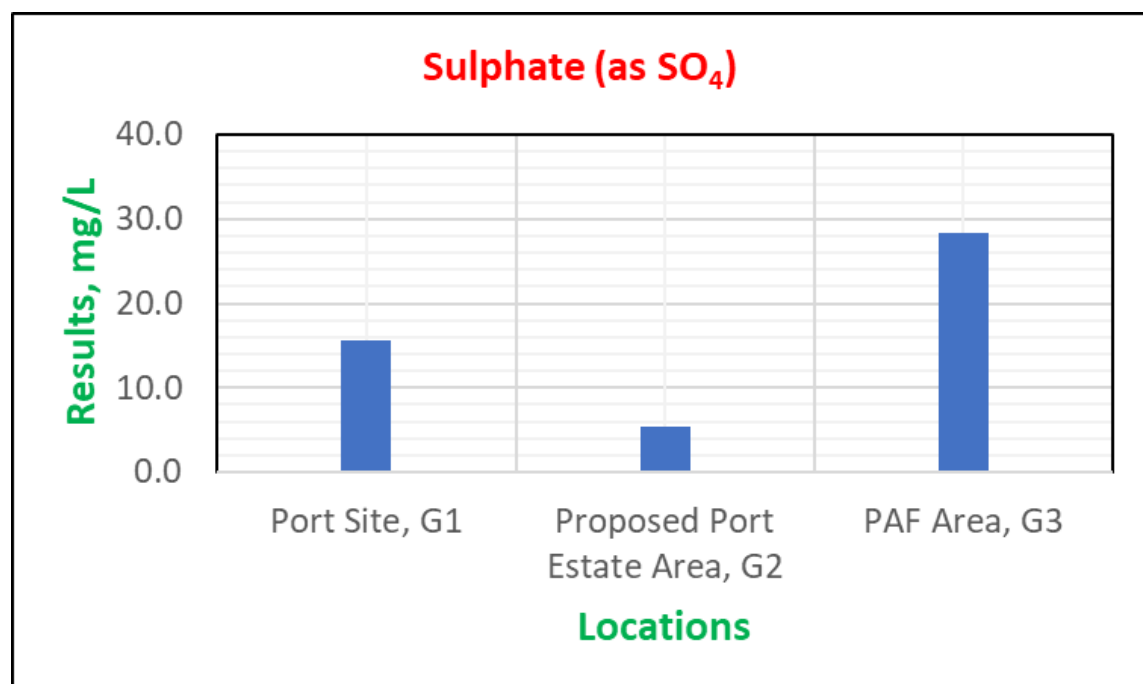 Sulphate (as SO₄)
Results, mg/L
40.0
30.0
20.0
10.0
0.0
Port Site, G1
Proposed Port
Estate Area, G2
PAF Area, G3
Locations